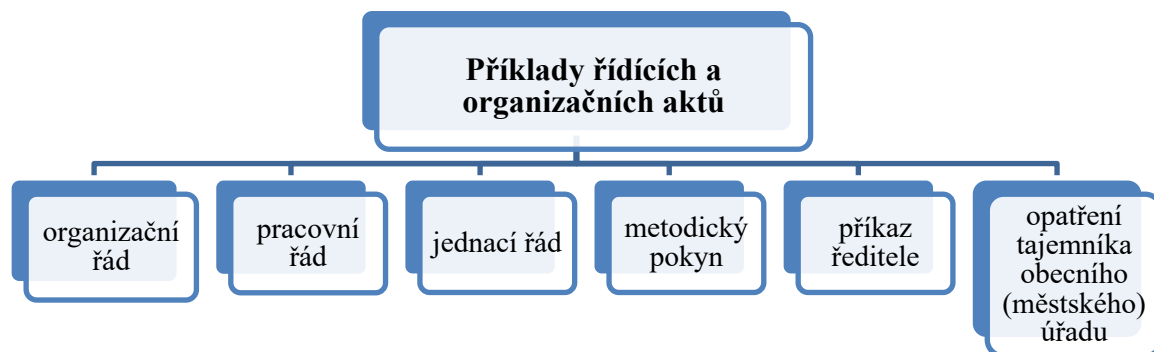 Příklady řídících a
organizačních aktů
organizační
řád
pracovní
řád
jednací řád
metodický
pokyn
příkaz
ředitele
opatření
tajemníka
obecního
(městského)
úřadu